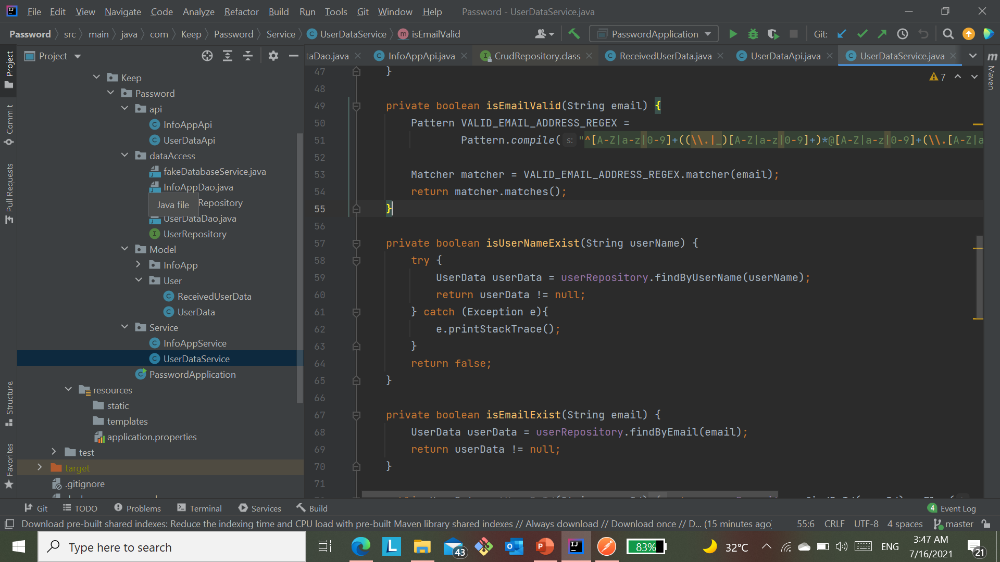 File Edit View Navigate Code Analyze Refactor Build Run Tools Git Window Help Password - UserDataService.java
Password src main java com Keep Password Service UserDataService isEmailValid PasswordApplication Git:
Project taDao.java InfoAppApi.java CrudRepository.class ReceivedUserData.java UserDataApi.java UserDataService.java
Project
Commit
Pull Requests
Structure
Favorites
Maven
Keep
Password
api
InfoAppApi
UserDataApi
dataAccess
fakeDatabaseService.java
InfoAppDao.java
Repository
Java file
UserDataDao.java
UserRepository
Model
InfoApp
User
ReceivedUserData
UserData
Service
InfoAppService
UserDataService
PasswordApplication
resources
static
templates
application.properties
test
target
.gitignore
7
47 }
48
49 private boolean isEmailValid(String email) {
50 Pattern VALID_EMAIL_ADDRESS_REGEX =
51 Pattern.compile( s: "^[A-Z|a-z|0-9]+((\\.|_)[A-Z|a-z|0-9]+)*@[A-Z|a-z|0-9]+(\\.[A-Z|a
52
53 Matcher matcher = VALID_EMAIL_ADDRESS_REGEX.matcher(email);
54 return matcher.matches();
55 }
56
57 private boolean isUserNameExist(String userName) {
58 try {
59 UserData userData = userRepository.findByUserName(userName);
60 return userData != null;
61 } catch (Exception e){
62 e.printStackTrace();
63 }
64 return false;
65 }
66
67 private boolean isEmailExist(String email) {
68 UserData userData = userRepository.findByEmail(email);
69 return userData != null;
70 }
71
Git TODO Problems Terminal Services Build 4 Event Log
Download pre-built shared indexes: Reduce the indexing time and CPU load with pre-built Maven library shared indexes // Always download // Download once // D... (15 minutes ago 55:6 CRLF UTF-8 4 spaces master
Type here to search 43 83% 32°C ENG 3:47 AM
7/16/2021 21